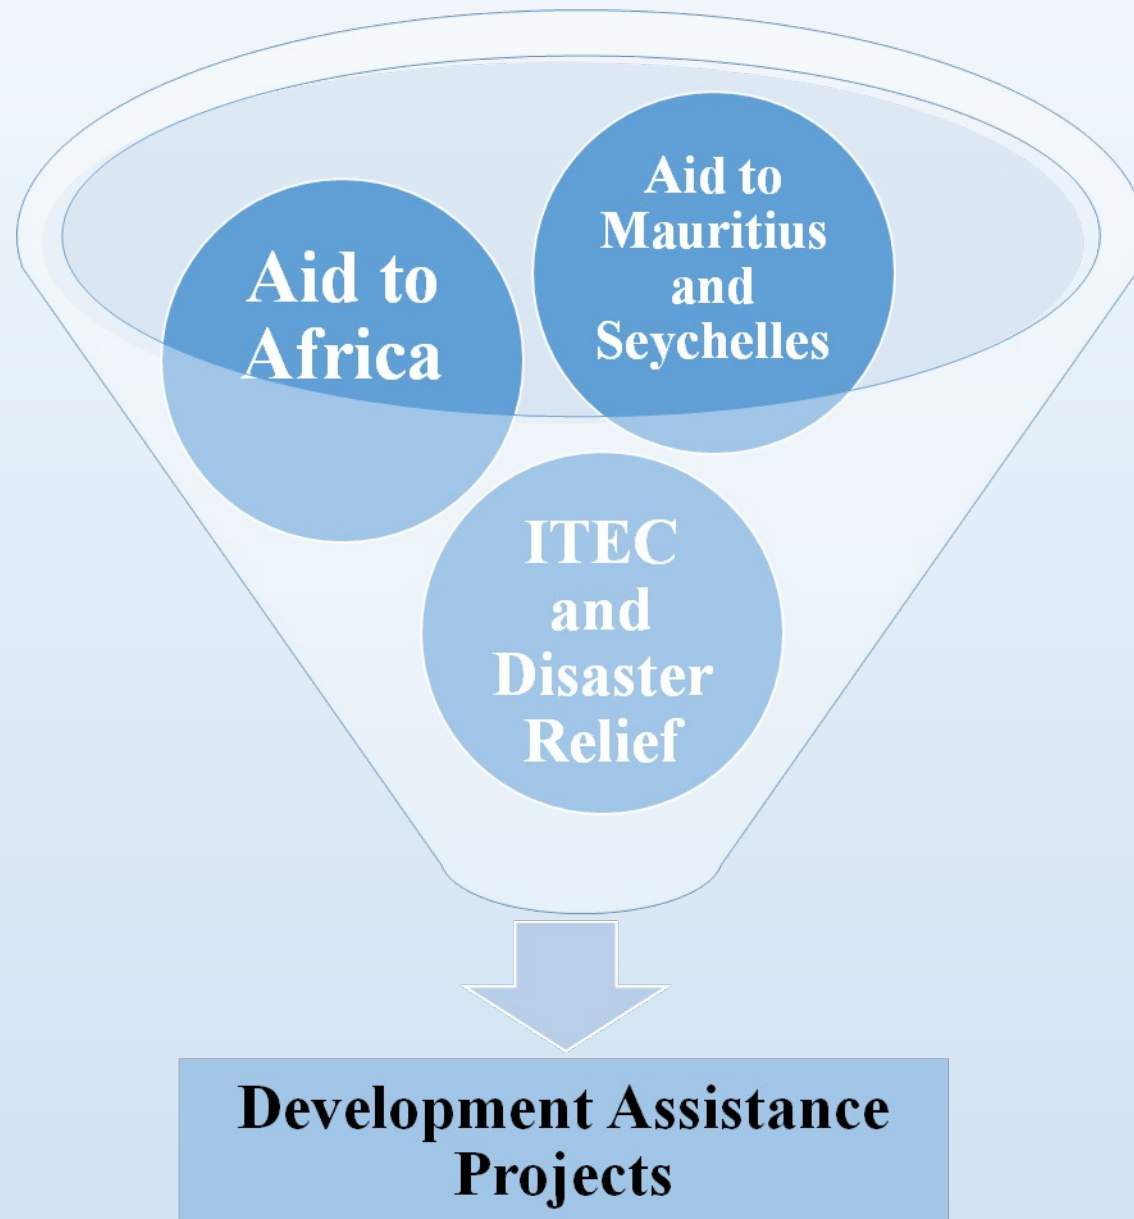 Aid to
Africa
Aid to
Mauritius
and
Seychelles
ITEC
and
Disaster
Relief
Development Assistance
Projects